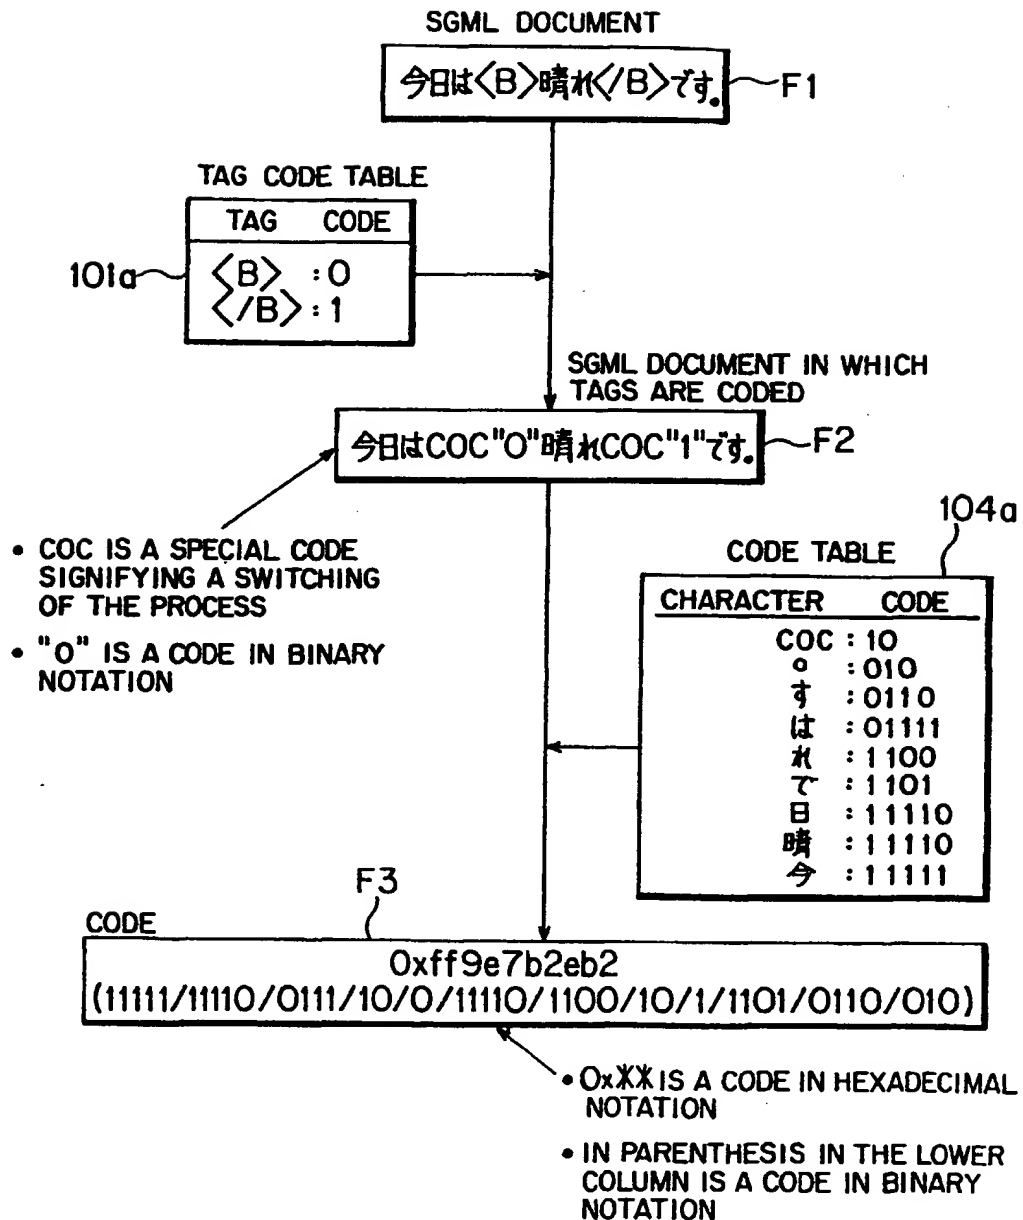 SGML DOCUMENT
今日は<B>晴れ</B>です。
F1
TAG CODE TABLE
TAG CODE
<B> :0
</B>:1
101a
SGML DOCUMENT IN WHICH
TAGS ARE CODED
今日はCOC"0"晴れCOC"1"です。
F2
• COC IS A SPECIAL CODE
SIGNIFYING A SWITCHING
OF THE PROCESS
• "0" IS A CODE IN BINARY
NOTATION
104a
CODE TABLE
CHARACTER CODE
COC : 10
。 : 010
す : 0110
は : 01111
れ : 1100
で : 1101
日 : 11110
晴 : 11110
今 : 11111
F3
CODE
0xff9e7b2eb2
(11111/11110/0111/10/0/11110/1100/10/1/1101/0110/010)
• 0x** IS A CODE IN HEXADECIMAL
NOTATION
• IN PARENTHESIS IN THE LOWER
COLUMN IS A CODE IN BINARY
NOTATION